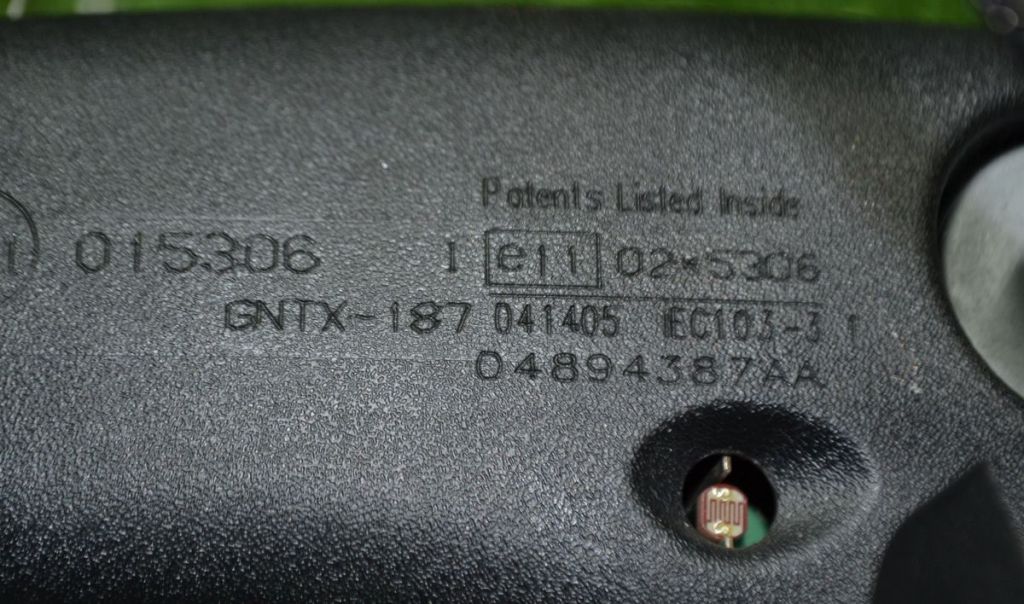 Patents Listed Inside
015306 I e11 02*5306
GNTX-187 041405 IEC103-3 1
04894387AA